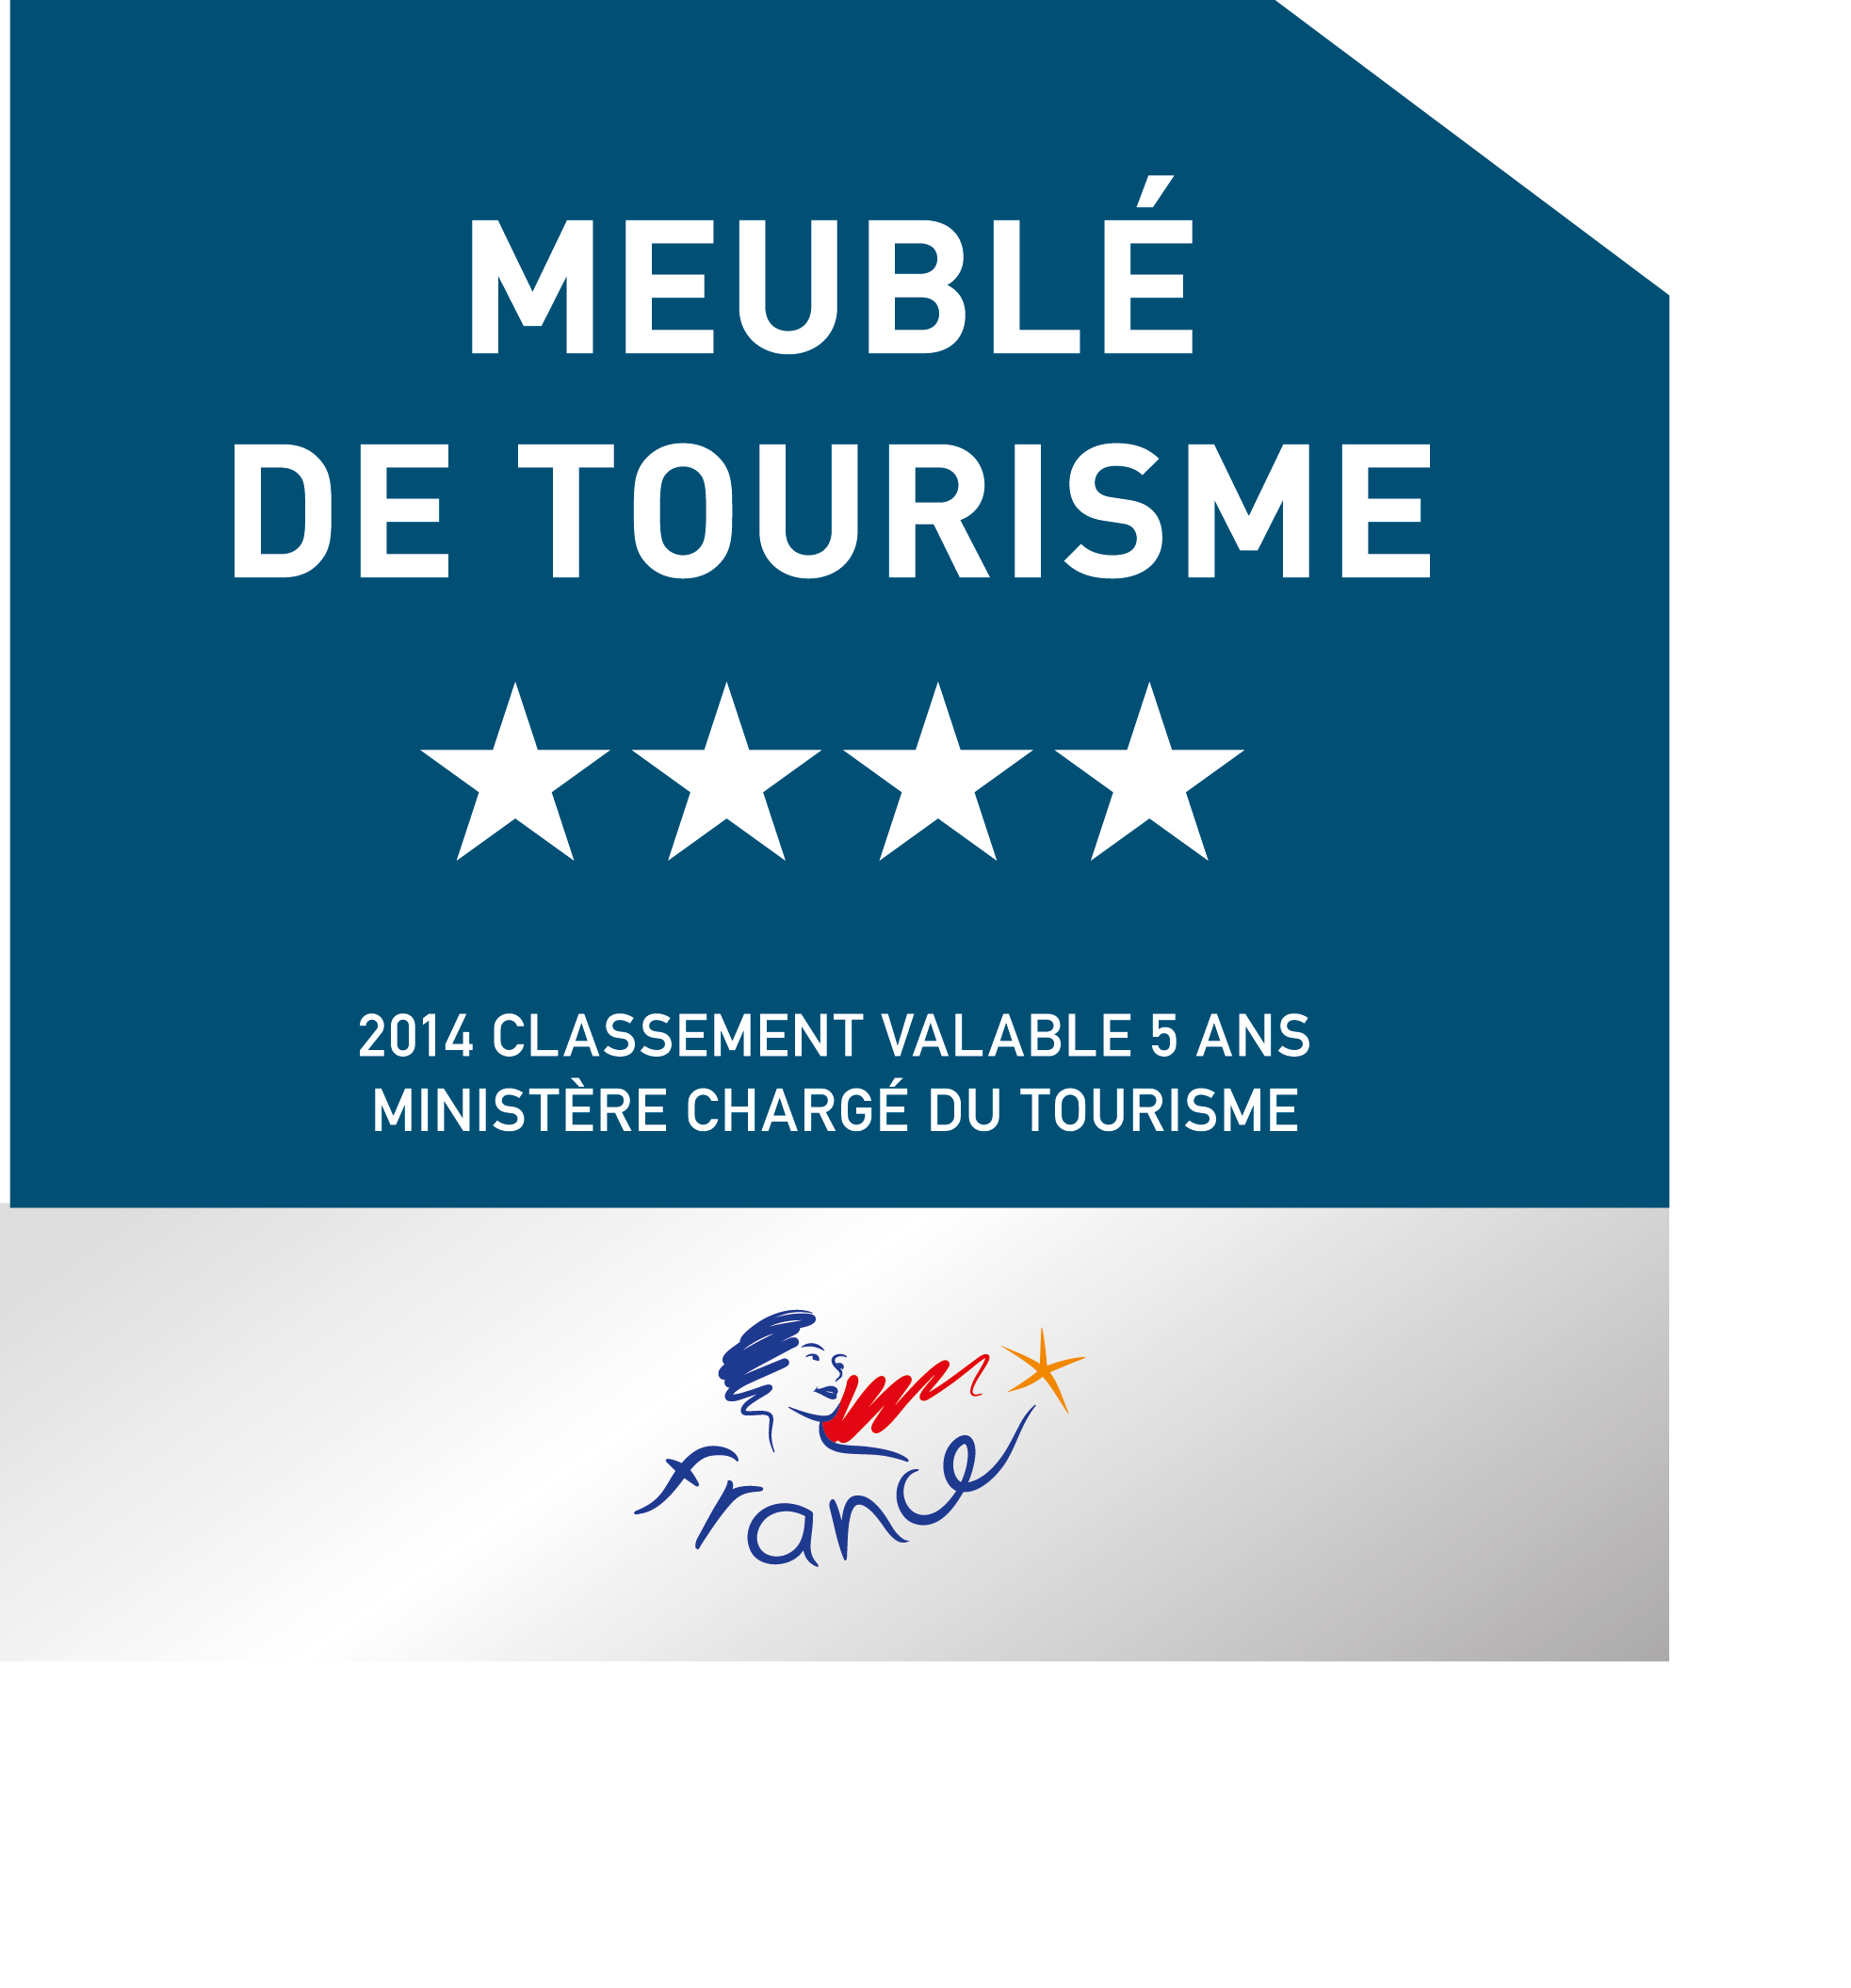 MEUBLÉ
DE TOURISME
2014 CLASSEMENT VALABLE 5 ANS
MINISTÈRE CHARGÉ DU TOURISME
france